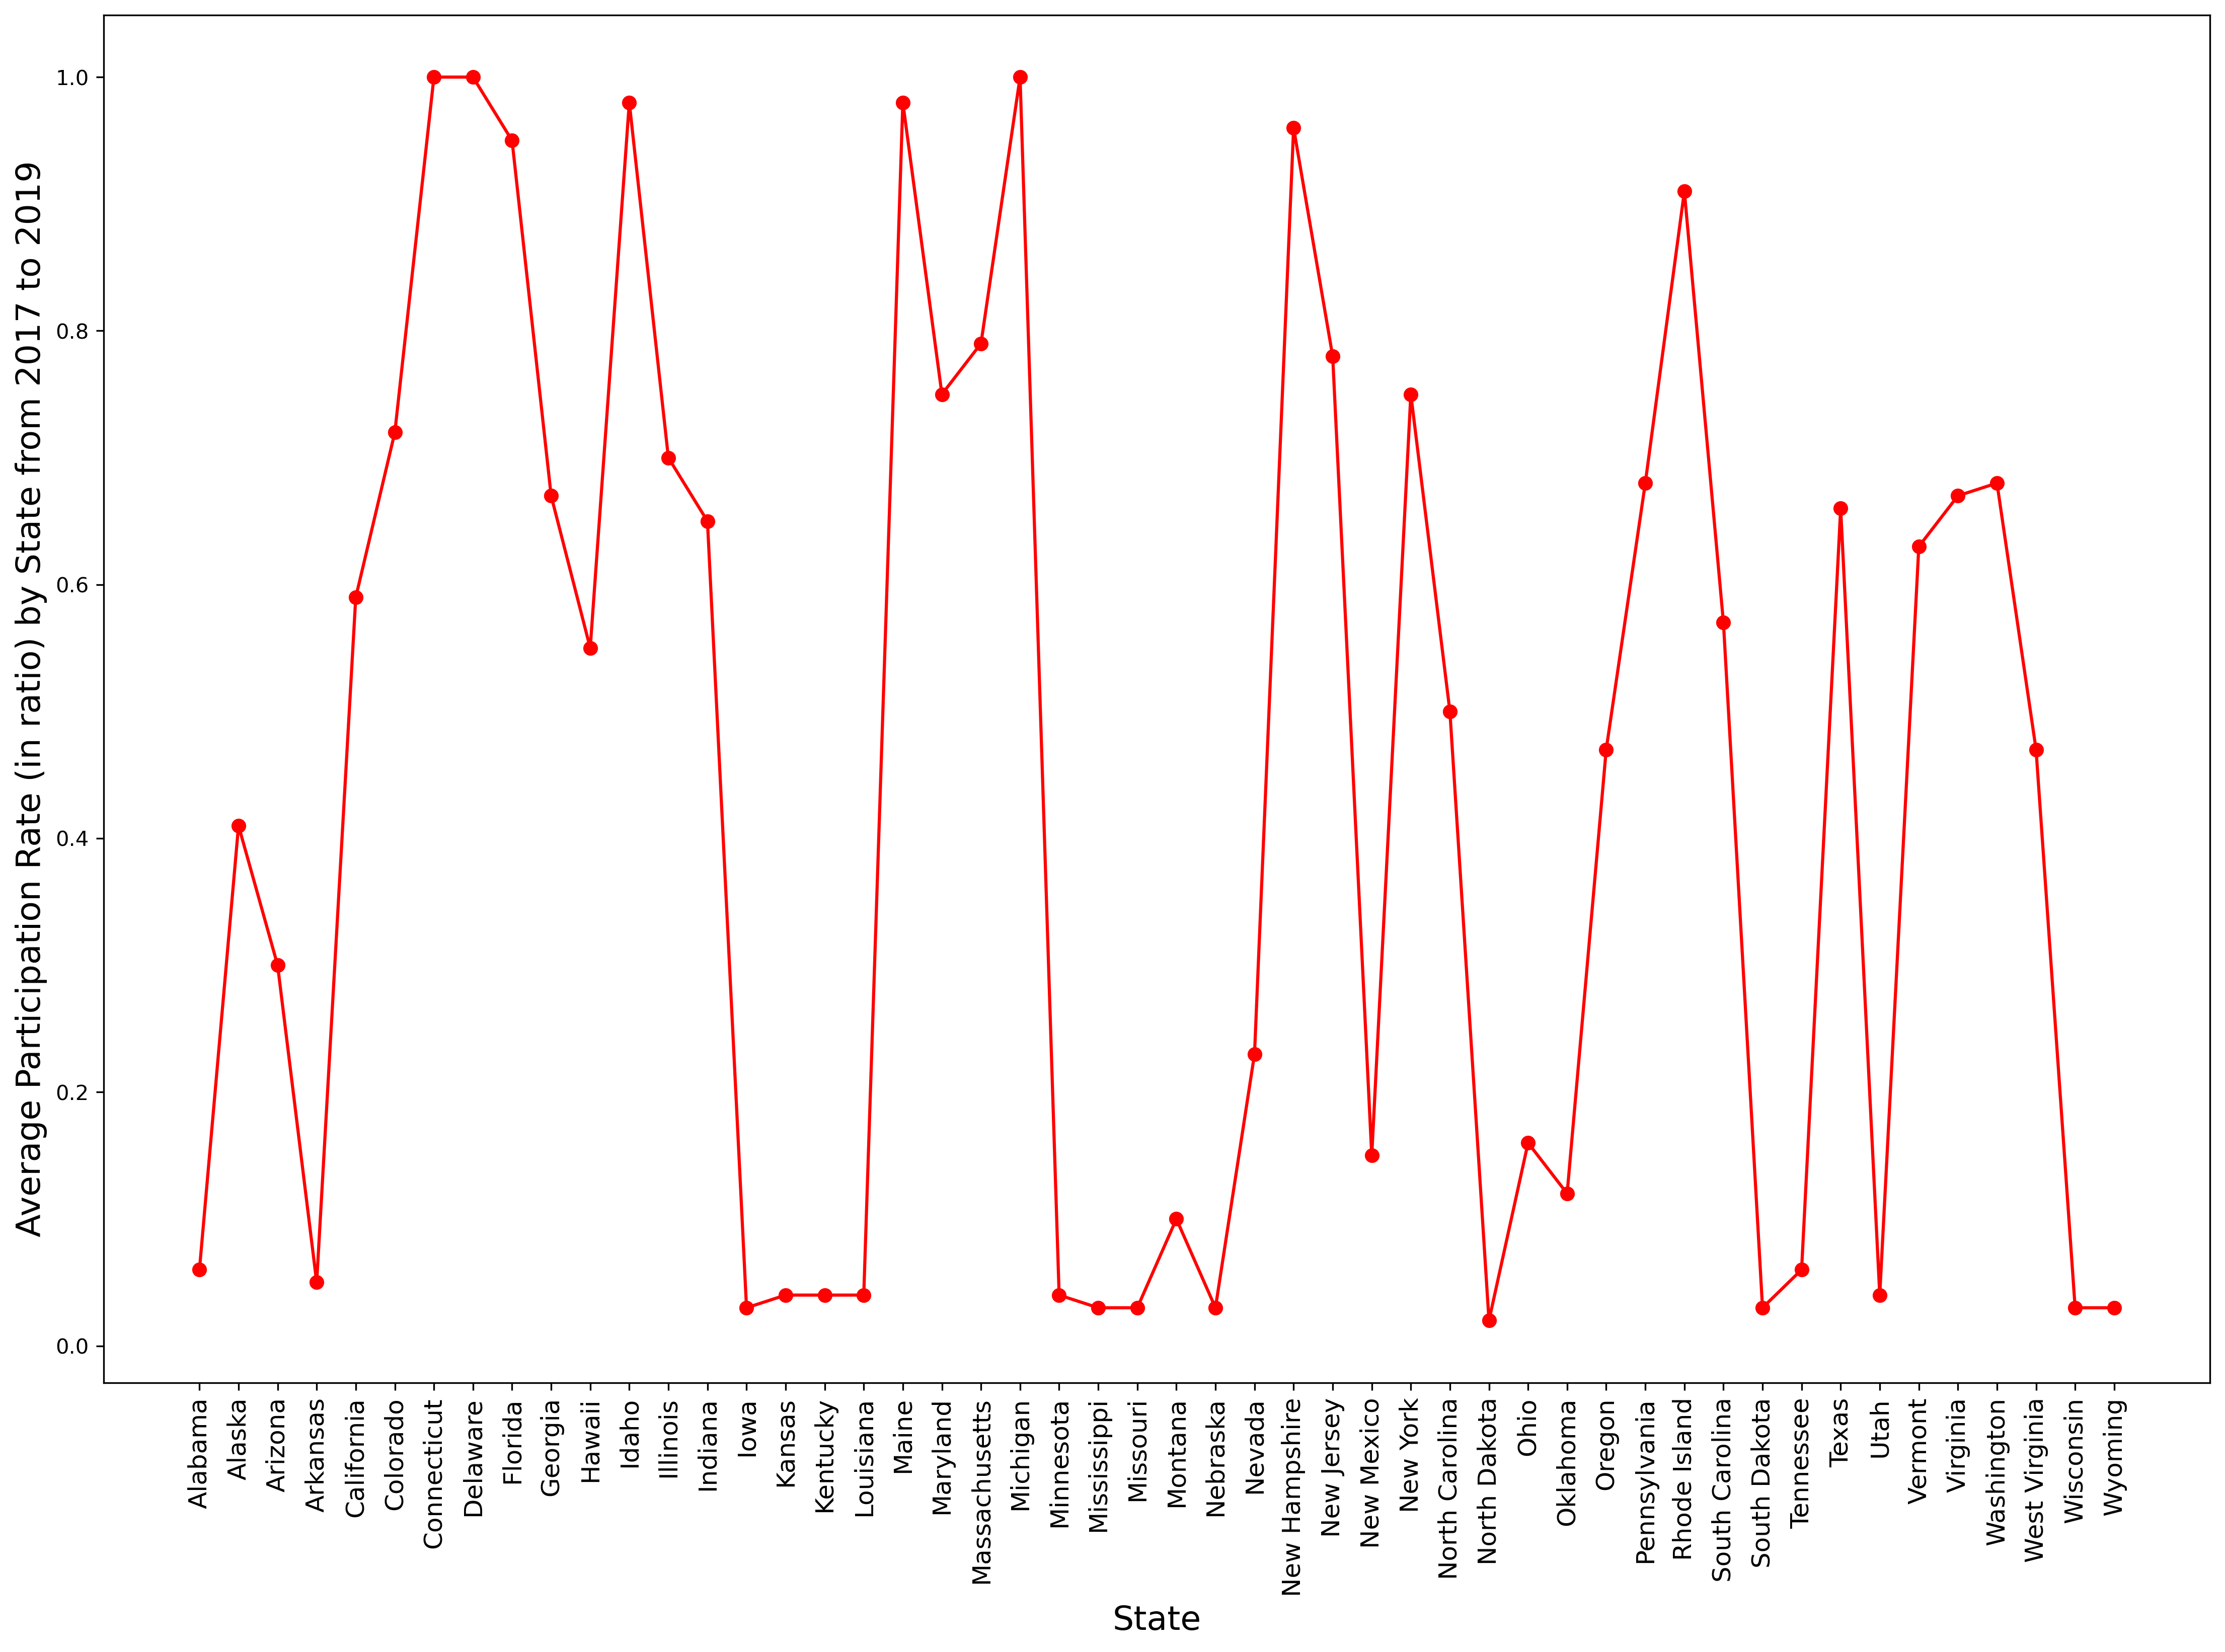 Average Participation Rate (in ratio) by State from 2017 to 2019
1.0
0.8
0.6
0.4
0.2
0.0
Alabama
Alaska
Arizona
Arkansas
California
Colorado
Connecticut
Delaware
Florida
Georgia
Hawaii
Idaho
Illinois
Indiana
Iowa
Kansas
Kentucky
Louisiana
Maine
Maryland
Massachusetts
Michigan
Minnesota
Mississippi
Missouri
Montana
Nebraska
Nevada
New Hampshire
New Jersey
New Mexico
New York
North Carolina
North Dakota
Ohio
Oklahoma
Oregon
Pennsylvania
Rhode Island
South Carolina
South Dakota
Tennessee
Texas
Utah
Vermont
Virginia
Washington
West Virginia
Wisconsin
Wyoming
State